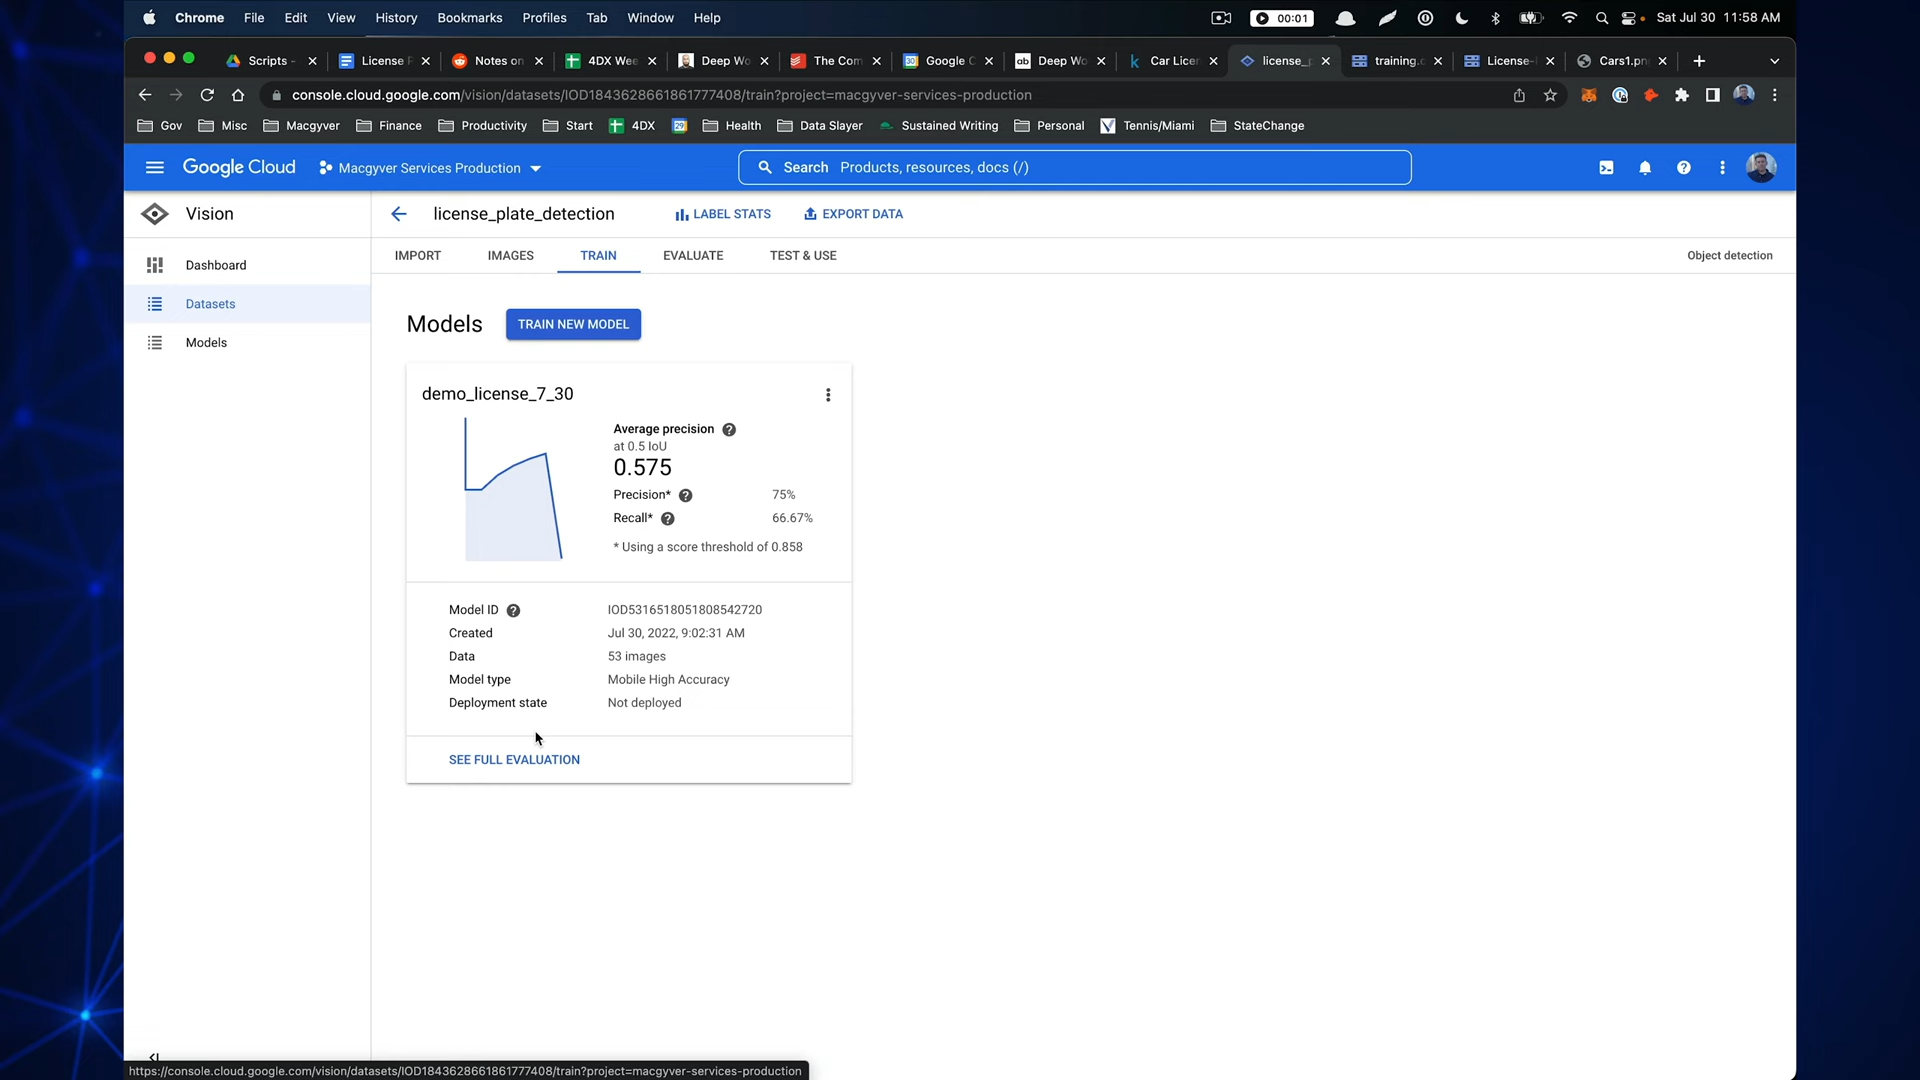 Chrome File Edit View History Bookmarks Profiles Tab Window Help 00:01 Sat Jul 30 11:58 AM
Scripts - License P Notes on 4DX Wee Deep Wo The Com Google C ab Deep Wo k Car Licen license_p training.c License- Cars1.pn
console.cloud.google.com/vision/datasets/IOD1843628661861777408/train?project=macgyver-services-production
Gov Misc Macgyver Finance Productivity Start 4DX Health Data Slayer Sustained Writing Personal Tennis/Miami StateChange
Google Cloud Macgyver Services Production Search Products, resources, docs (/)
Vision license_plate_detection LABEL STATS EXPORT DATA
IMPORT IMAGES TRAIN EVALUATE TEST & USE Object detection
Dashboard
Datasets
Models
Models TRAIN NEW MODEL
demo_license_7_30
Average precision
at 0.5 IoU
0.575
Precision* 75%
Recall* 66.67%
* Using a score threshold of 0.858
Model ID IOD5316518051808542720
Created Jul 30, 2022, 9:02:31 AM
Data 53 images
Model type Mobile High Accuracy
Deployment state Not deployed
SEE FULL EVALUATION
https://console.cloud.google.com/vision/datasets/IOD1843628661861777408/train?project=macgyver-services-production